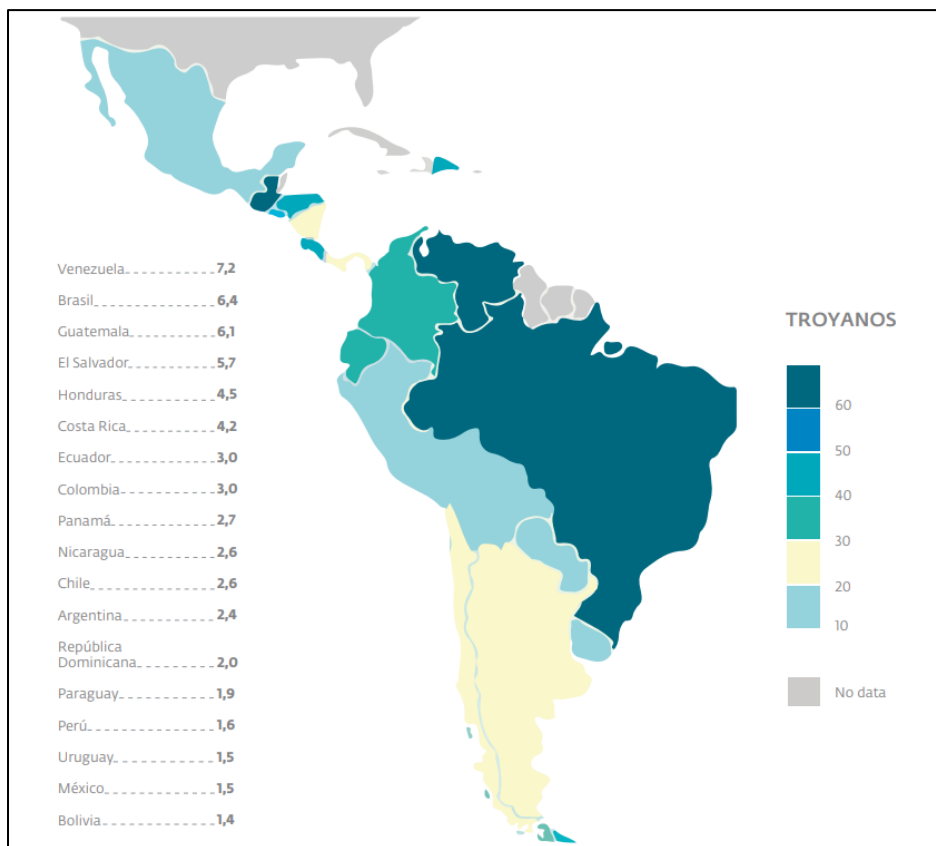 Venezuela 7,2
Brasil 6,4
Guatemala 6,1
El Salvador 5,7
Honduras 4,5
Costa Rica 4,2
Ecuador 3,0
Colombia 3,0
Panamá 2,7
Nicaragua 2,6
Chile 2,6
Argentina 2,4
República
Dominicana 2,0
Paraguay 1,9
Perú 1,6
Uruguay 1,5
México 1,5
Bolivia 1,4
TROYANOS
60
50
40
30
20
10
No data